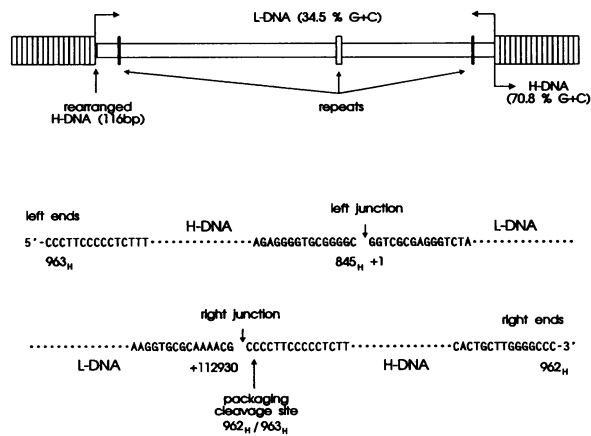 L-DNA (34.5 % G+C)
rearranged
H-DNA (116bp)
repeats
H-DNA
(70.8 % G+C)
left junction
left ends
H-DNA
L-DNA
5'-CCCTTCCCCCTCTTT··················AGAGGGGTGCGGGGC GGTCGCGAGGGTCTA··················
963H
845H +1
right junction
right ends
··················AAGGTGCGCAAAACG CCCCTTCCCCCTCTT··················CACTGCTTGGGGCCC-3'
L-DNA
+112930
H-DNA
962H
packaging
cleavage site
962H/963H